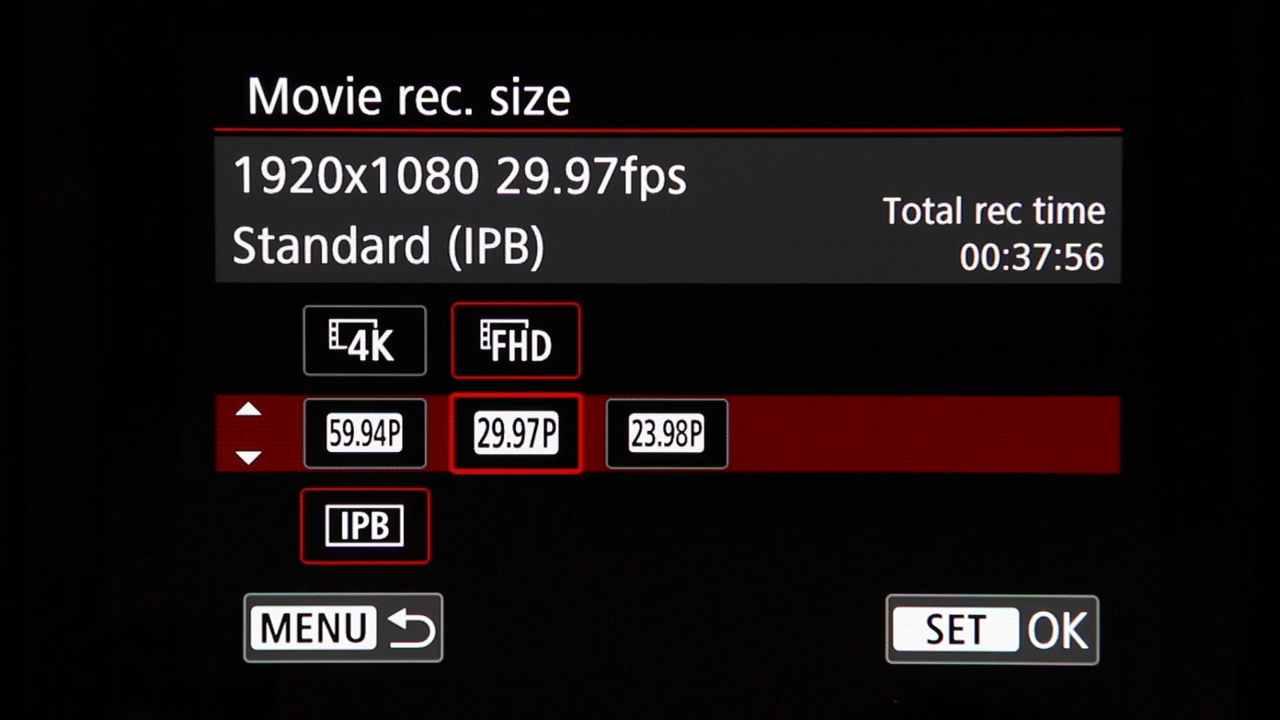 Movie rec. size
1920x1080 29.97fps
Standard (IPB)
Total rec time
00:37:56
4K FHD
59.94P 29.97P 23.98P
IPB
MENU SET OK